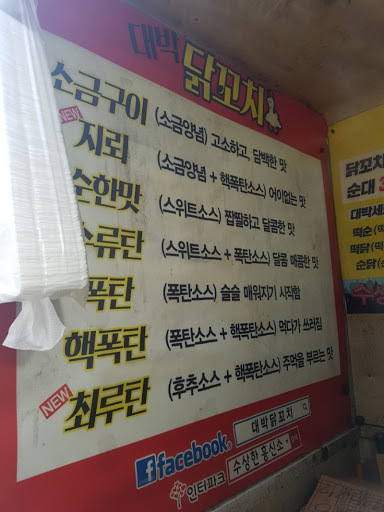 대박 닭꼬치
소금구이 (소금양념) 고소하고, 담백한 맛
NEW
지뢰 (소금양념 + 핵폭탄소스) 어이없는 맛
순한맛 (스위트소스) 짭짤하고 달콤한 맛
수류탄 (스위트소스 + 폭탄소스) 달콤 매콤한 맛
폭탄 (폭탄소스) 슬슬 매워지기 시작함
핵폭탄 (폭탄소스 + 핵폭탄소스) 먹다가 쓰러짐
NEW
최루탄 (후추소스 + 핵폭탄소스) 주먹을 부르는 맛
facebook. 대박닭꼬치
인터파크 수상한흥신소
닭꼬치
순대
대박세
떡순
떡닭
순닭